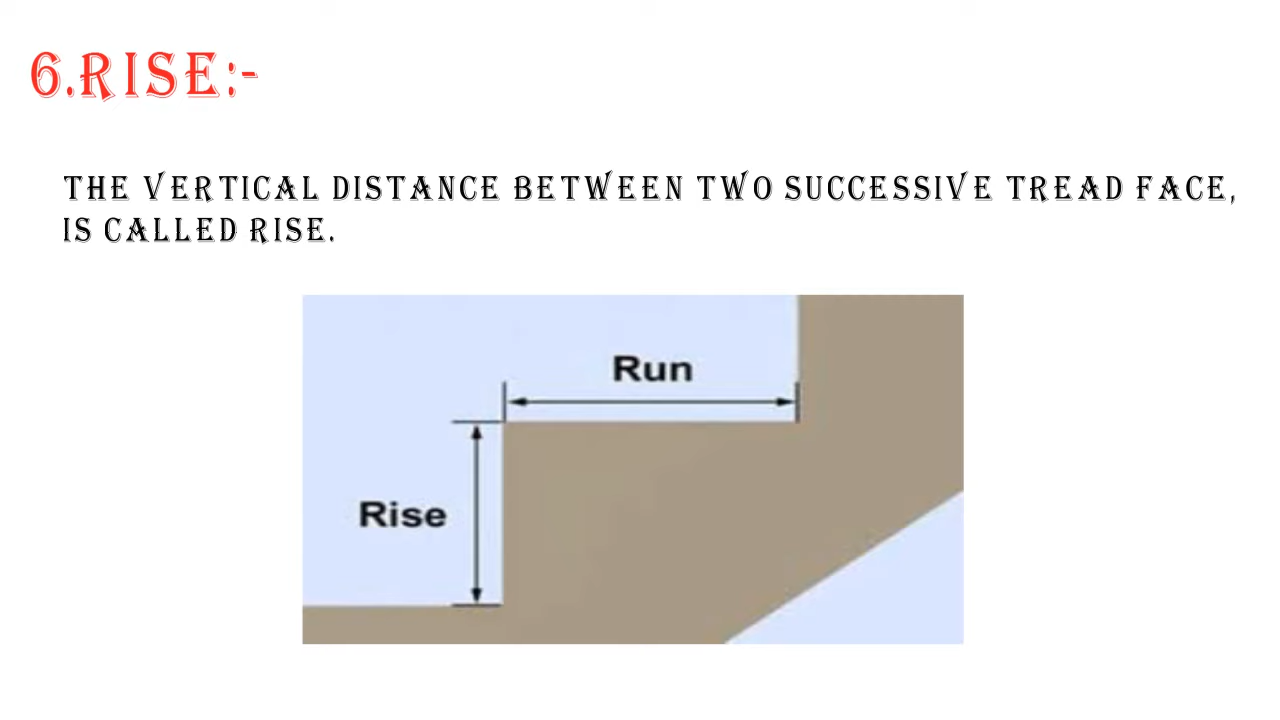 6.RISE:-
THE VERTICAL DISTANCE BETWEEN TWO SUCCESSIVE TREAD FACE,
IS CALLED RISE.
Run
Rise